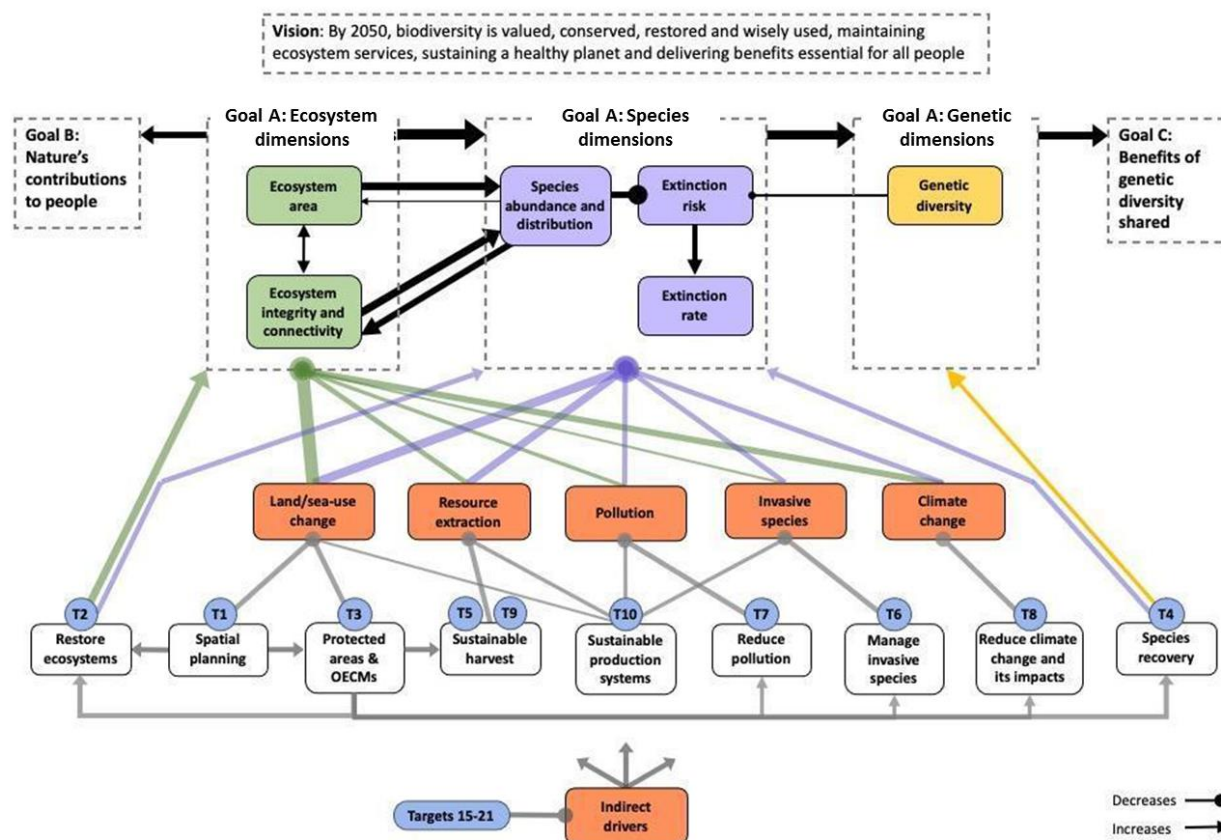 Vision: By 2050, biodiversity is valued, conserved, restored and wisely used, maintaining
ecosystem services, sustaining a healthy planet and delivering benefits essential for all people
Goal B:
Nature's
contributions
to people
Goal A: Ecosystem
dimensions
Goal A: Species
dimensions
Goal A: Genetic
dimensions
Goal C:
Benefits of
genetic
diversity
shared
Ecosystem
area
Species
abundance and
distribution
Extinction
risk
Genetic
diversity
Ecosystem
integrity and
connectivity
Extinction
rate
Land/sea-use
change
Resource
extraction
Pollution
Invasive
species
Climate
change
T2
Restore
ecosystems
T1
Spatial
planning
T3
Protected
areas &
OECMs
T5
T9
Sustainable
harvest
T10
Sustainable
production
systems
T7
Reduce
pollution
T6
Manage
invasive
species
T8
Reduce climate
change and
its impacts
T4
Species
recovery
Targets 15-21
Indirect
drivers
Decreases
Increases